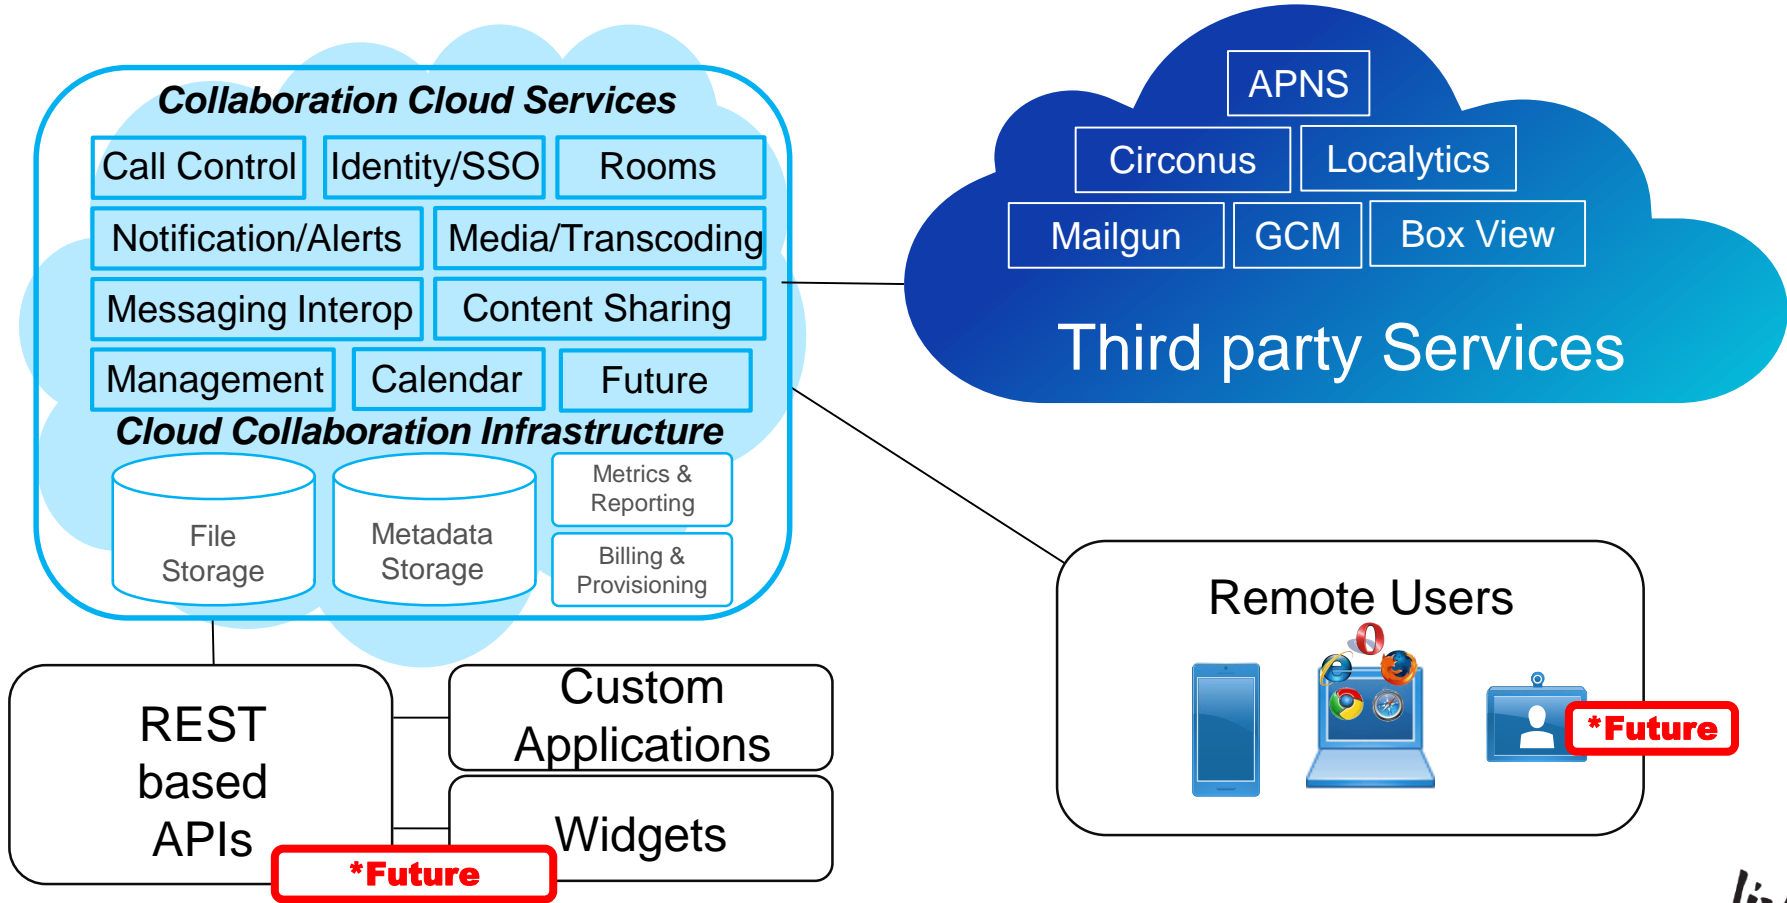 Collaboration Cloud Services
Call Control
Identity/SSO
Rooms
Notification/Alerts
Media/Transcoding
Messaging Interop
Content Sharing
Management
Calendar
Future
Cloud Collaboration Infrastructure
File
Storage
Metadata
Storage
Metrics &
Reporting
Billing &
Provisioning
APNS
Circonus
Localytics
Mailgun
GCM
Box View
Third party Services
REST
based
APIs
*Future
Custom
Applications
Widgets
Remote Users
*Future